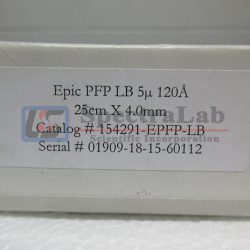 Epic PFP LB 5µ 120Å
SpectraLab
Scientific Incorporation
25cm X 4.0mm
Catalog # 154291-EPFP-LB
Serial # 01909-18-15-60112